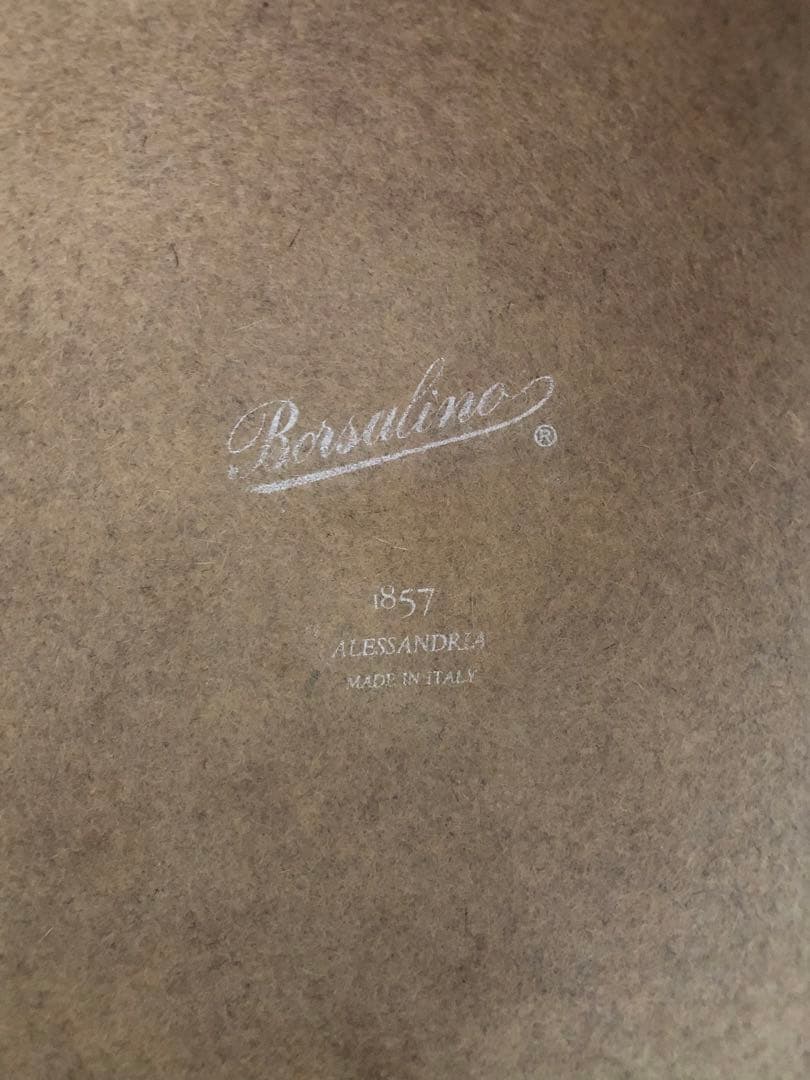 Borsalino
®
1857
ALESSANDRIA
MADE IN ITALY